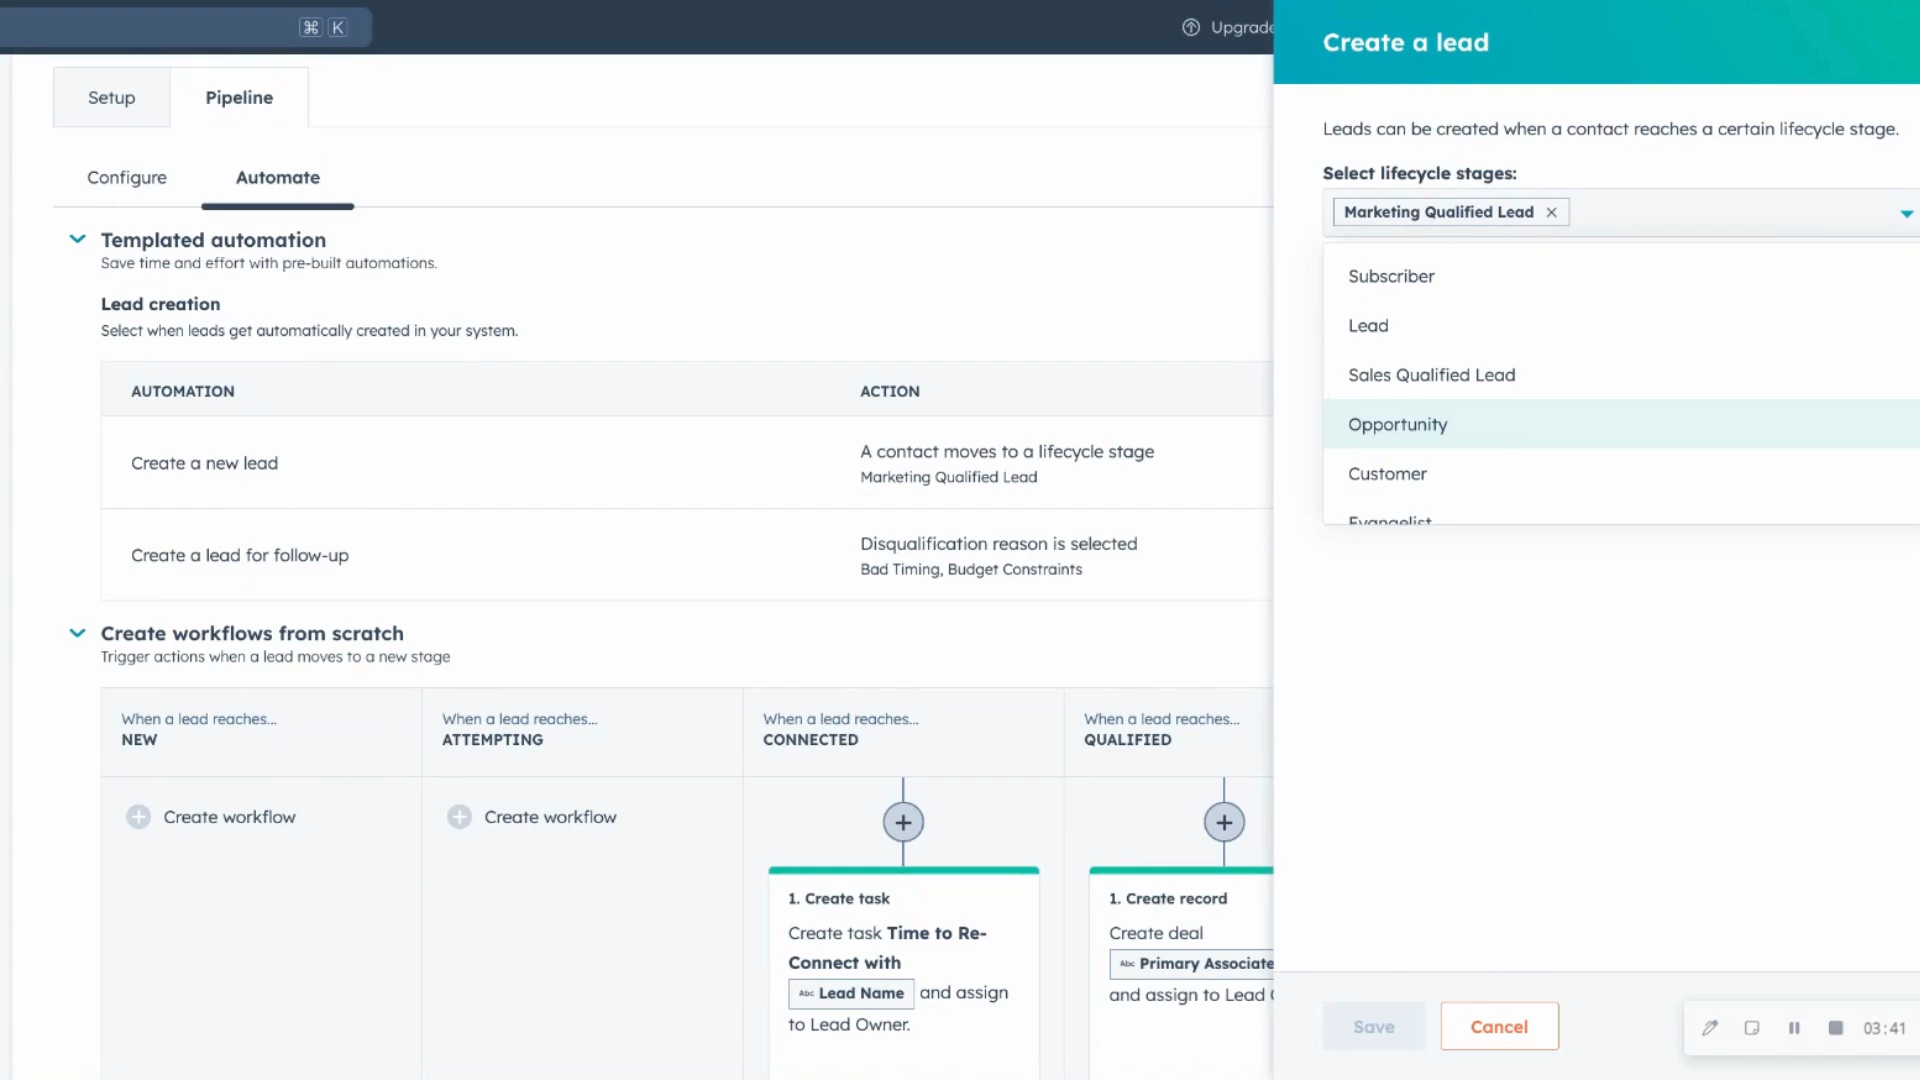 ⌘ K
Upgrade
Setup
Pipeline
Configure
Automate
Templated automation
Save time and effort with pre-built automations.
Lead creation
Select when leads get automatically created in your system.
AUTOMATION
ACTION
Create a new lead
A contact moves to a lifecycle stage
Marketing Qualified Lead
Create a lead for follow-up
Disqualification reason is selected
Bad Timing, Budget Constraints
Create workflows from scratch
Trigger actions when a lead moves to a new stage
When a lead reaches...
NEW
Create workflow
When a lead reaches...
ATTEMPTING
Create workflow
When a lead reaches...
CONNECTED
1. Create task
Create task Time to Re-
Connect with
Abc Lead Name and assign
to Lead Owner.
When a lead reaches...
QUALIFIED
1. Create record
Create deal
Abc Primary Associate
and assign to Lead
Create a lead
Leads can be created when a contact reaches a certain lifecycle stage.
Select lifecycle stages:
Marketing Qualified Lead
Subscriber
Lead
Sales Qualified Lead
Opportunity
Customer
Evangelist
Save
Cancel
03:41